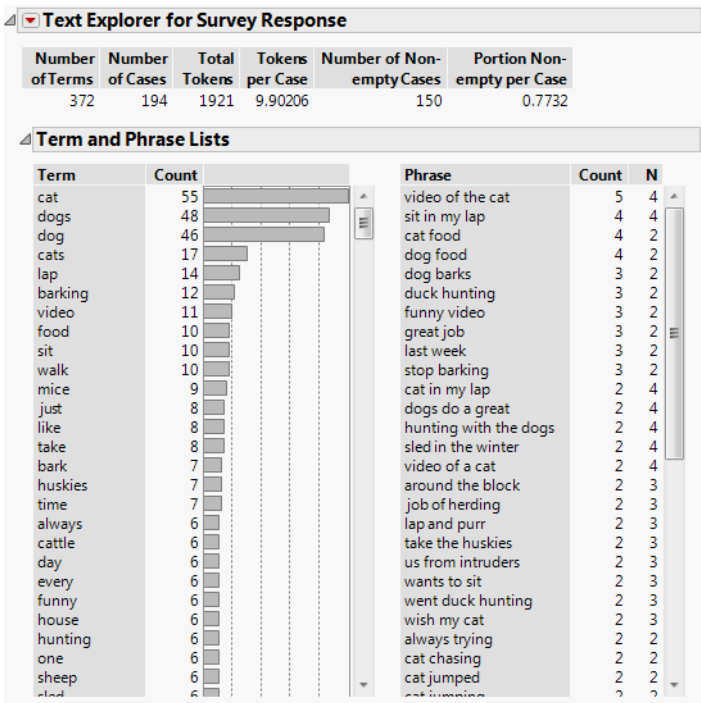 Text Explorer for Survey Response
Number of Terms Number of Cases Total Tokens Tokens per Case Number of Non-empty Cases Portion Non-empty per Case
372 194 1921 9.90206 150 0.7732
Term and Phrase Lists
Term Count
cat 55
dogs 48
dog 46
cats 17
lap 14
barking 12
video 11
food 10
sit 10
walk 10
mice 9
just 8
like 8
take 8
bark 7
huskies 7
time 7
always 6
cattle 6
day 6
every 6
funny 6
house 6
hunting 6
one 6
sheep 6
sled 6
Phrase Count N
video of the cat 5 4
sit in my lap 4 4
cat food 4 2
dog food 4 2
dog barks 3 2
duck hunting 3 2
funny video 3 2
great job 3 2
last week 3 2
stop barking 3 2
cat in my lap 2 4
dogs do a great 2 4
hunting with the dogs 2 4
sled in the winter 2 4
video of a cat 2 4
around the block 2 3
job of herding 2 3
lap and purr 2 3
take the huskies 2 3
us from intruders 2 3
wants to sit 2 3
went duck hunting 2 3
wish my cat 2 3
always trying 2 2
cat chasing 2 2
cat jumped 2 2
cat jumping 2 2